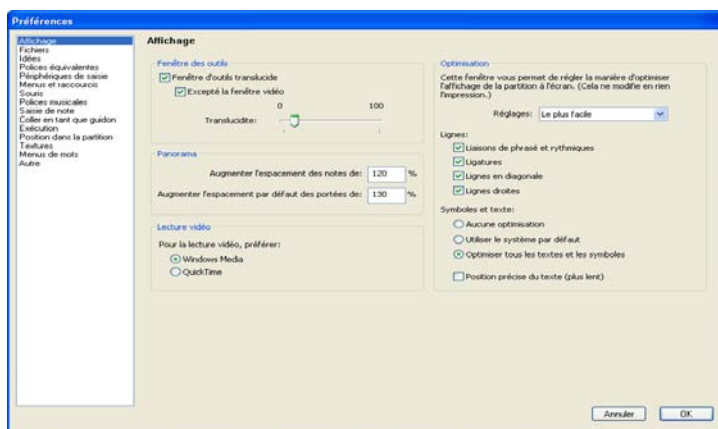 Préférences
Affichage
Fichiers
Idées
Polices équivalentes
Périphériques de saisie
Menus et raccourcis
Souris
Polices musicales
Saisie de note
Coller en tant que guidon
Exécution
Position dans la partition
Textures
Menus de mots
Autre
Affichage
Fenêtre des outils
Fenêtre d'outils translucide
Excepté la fenêtre vidéo
0 100
Translucidite:
Panorama
Augmenter l'espacement des notes de: 120 %
Augmenter l'espacement par défaut des portées de: 130 %
Lecture vidéo
Pour la lecture vidéo, préférer:
Windows Media
QuickTime
Optimisation
Cette fenêtre vous permet de régler la manière d'optimiser
l'affichage de la partition à l'écran. (Cela ne modifie en rien
l'impression.)
Réglages: Le plus facile
Lignes:
Liaisons de phrasé et rythmiques
Ligatures
Lignes en diagonale
Lignes droites
Symboles et texte:
Aucune optimisation
Utiliser le système par défaut
Optimiser tous les textes et les symboles
Position précise du texte (plus lent)
Annuler OK